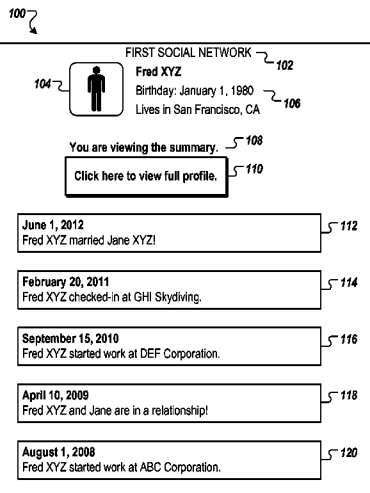 100
FIRST SOCIAL NETWORK
102
104
Fred XYZ
Birthday: January 1, 1980
106
Lives in San Francisco, CA
You are viewing the summary.
108
Click here to view full profile.
110
June 1, 2012
112
Fred XYZ married Jane XYZ!
February 20, 2011
114
Fred XYZ checked-in at GHI Skydiving.
September 15, 2010
116
Fred XYZ started work at DEF Corporation.
April 10, 2009
118
Fred XYZ and Jane are in a relationship!
August 1, 2008
120
Fred XYZ started work at ABC Corporation.